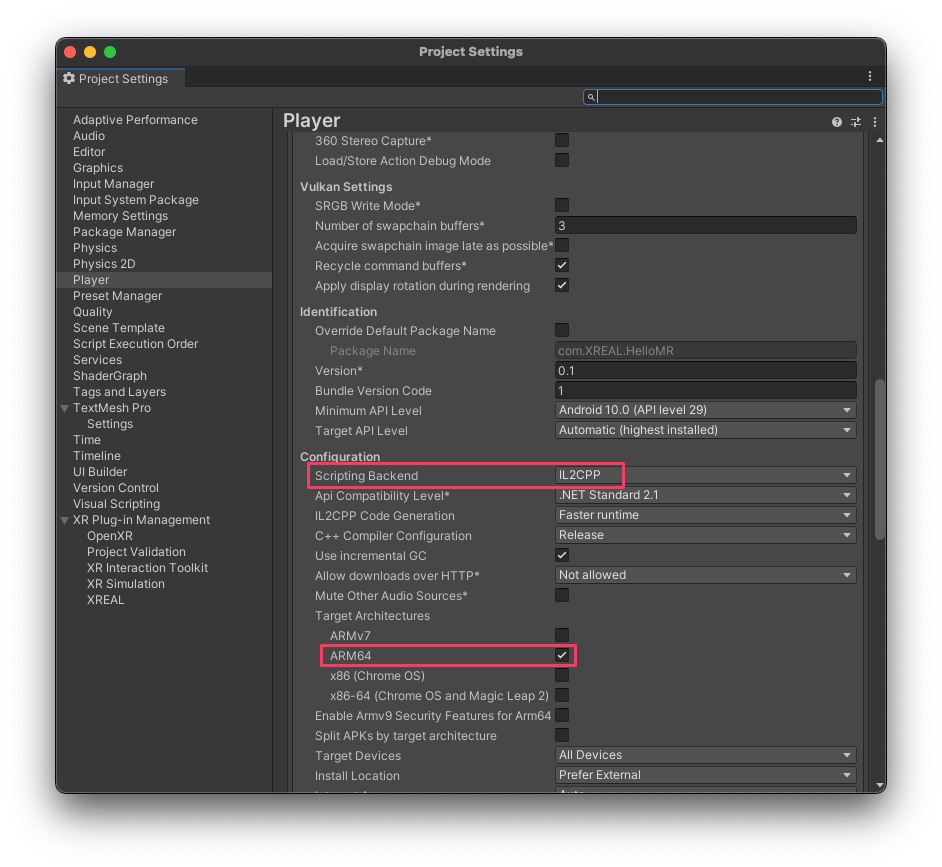 Project Settings
Project Settings
Adaptive Performance
Audio
Editor
Graphics
Input Manager
Input System Package
Memory Settings
Package Manager
Physics
Physics 2D
Player
Preset Manager
Quality
Scene Template
Script Execution Order
Services
ShaderGraph
Tags and Layers
TextMesh Pro
Settings
Time
Timeline
UI Builder
Version Control
Visual Scripting
XR Plug-in Management
OpenXR
Project Validation
XR Interaction Toolkit
XR Simulation
XREAL
Player
360 Stereo Capture*
Load/Store Action Debug Mode
Vulkan Settings
SRGB Write Mode*
Number of swapchain buffers* 3
Acquire swapchain image late as possible*
Recycle command buffers*
Apply display rotation during rendering
Identification
Override Default Package Name
Package Name com.XREAL.HelloMR
Version* 0.1
Bundle Version Code 1
Minimum API Level Android 10.0 (API level 29)
Target API Level Automatic (highest installed)
Configuration
Scripting Backend IL2CPP
Api Compatibility Level* .NET Standard 2.1
IL2CPP Code Generation Faster runtime
C++ Compiler Configuration Release
Use incremental GC
Allow downloads over HTTP* Not allowed
Mute Other Audio Sources*
Target Architectures
ARMv7
ARM64
x86 (Chrome OS)
x86-64 (Chrome OS and Magic Leap 2)
Enable Armv9 Security Features for Arm64
Split APKs by target architecture
Target Devices All Devices
Install Location Prefer External